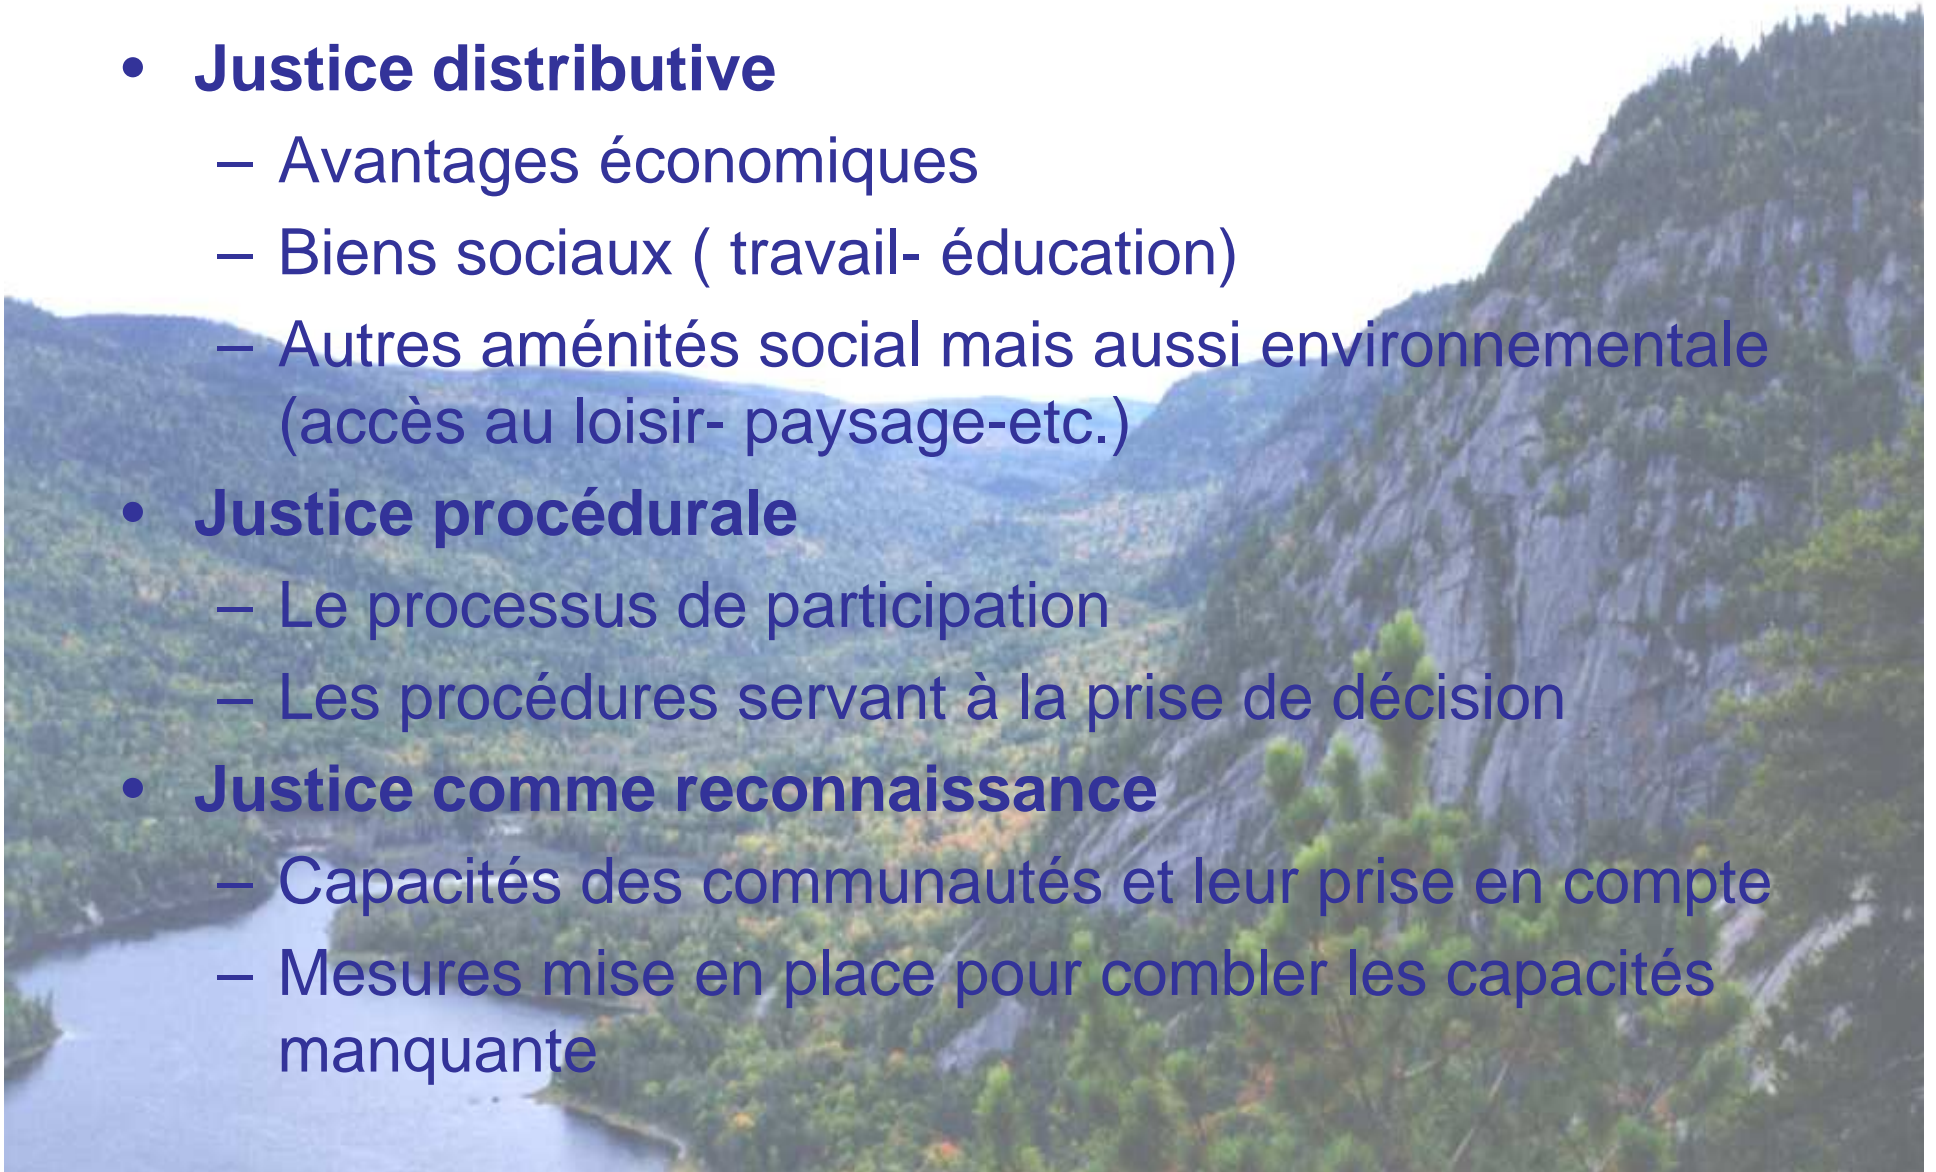 • Justice distributive
– Avantages économiques
– Biens sociaux ( travail- éducation)
– Autres aménités social mais aussi environnementale
(accès au loisir- paysage-etc.)
• Justice procédurale
– Le processus de participation
– Les procédures servant à la prise de décision
• Justice comme reconnaissance
– Capacités des communautés et leur prise en compte
– Mesures mise en place pour combler les capacités
manquante